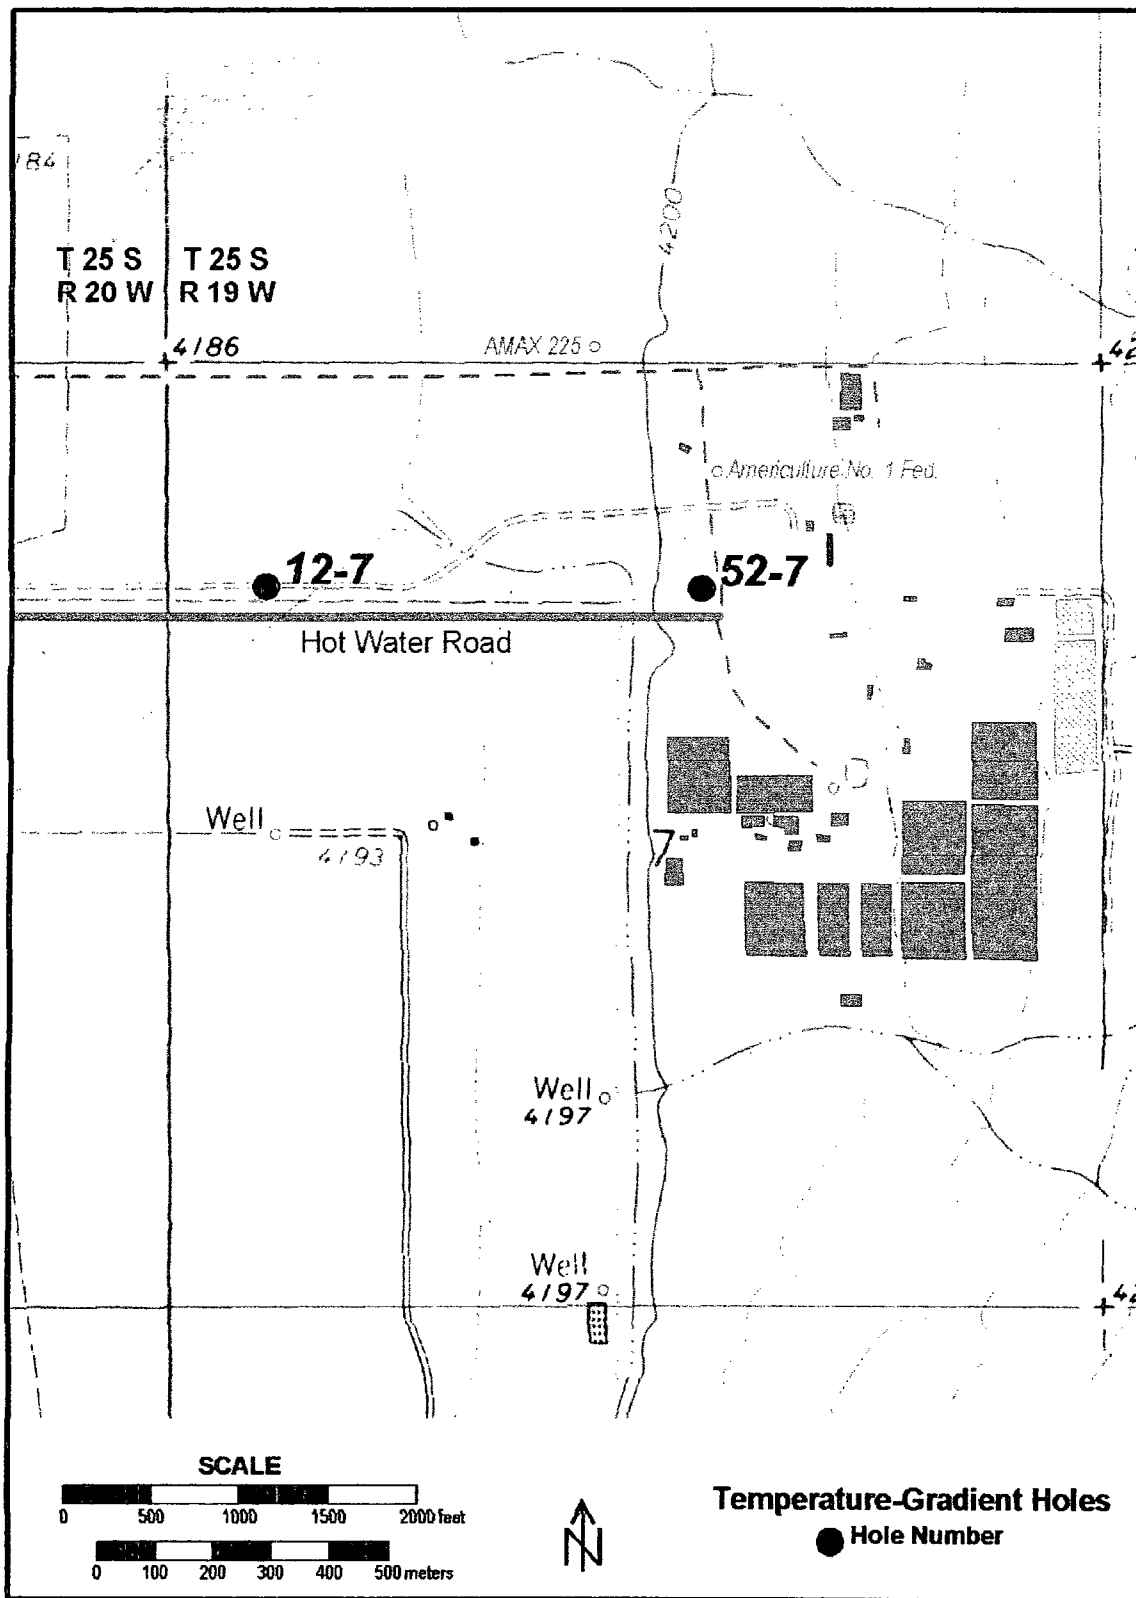 184
4200
T 25 S T 25 S
R 20 W R 19 W
4186
AMAX 225
Americulture No. 1 Fed.
12-7
52-7
Hot Water Road
Well
4193
7
Well
4197
Well
4197
SCALE
0 500 1000 1500 2000 feet
0 100 200 300 400 500 meters
N
Temperature-Gradient Holes
Hole Number